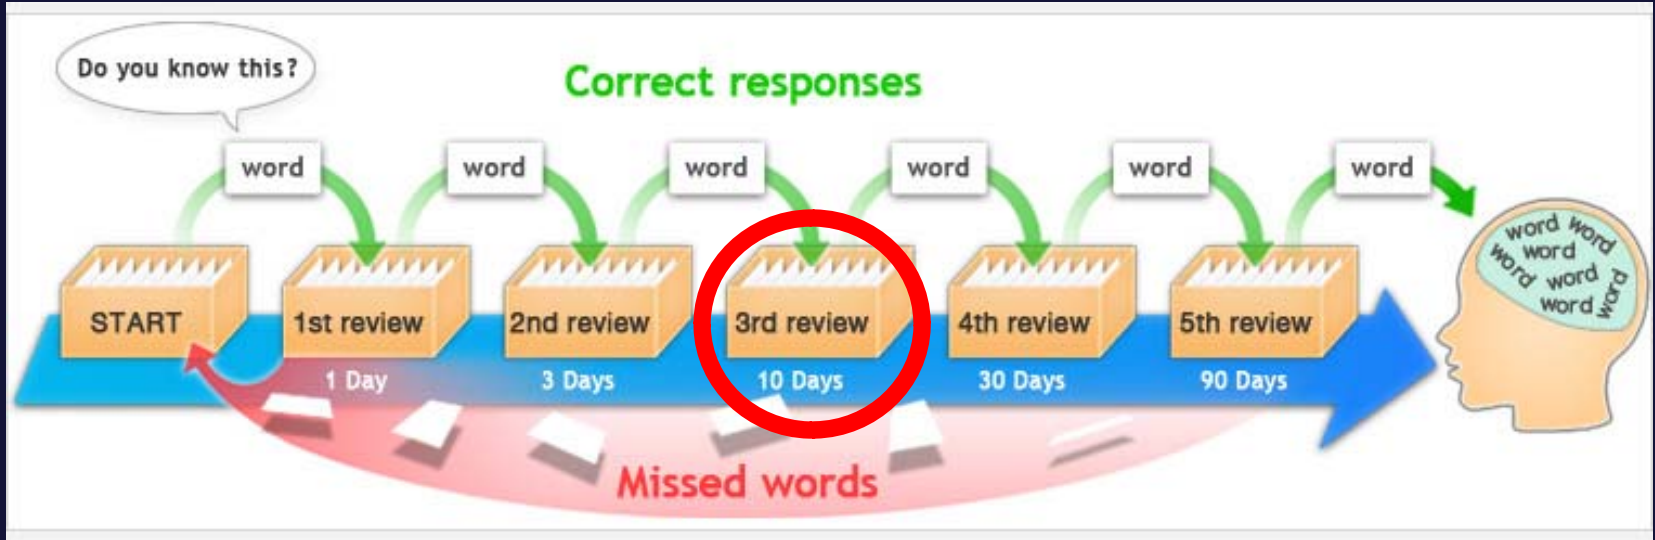 Do you know this?
Correct responses
word word word word word word
word word
word
word word word
word
START 1st review 2nd review 3rd review 4th review 5th review
1 Day 3 Days 10 Days 30 Days 90 Days
Missed words